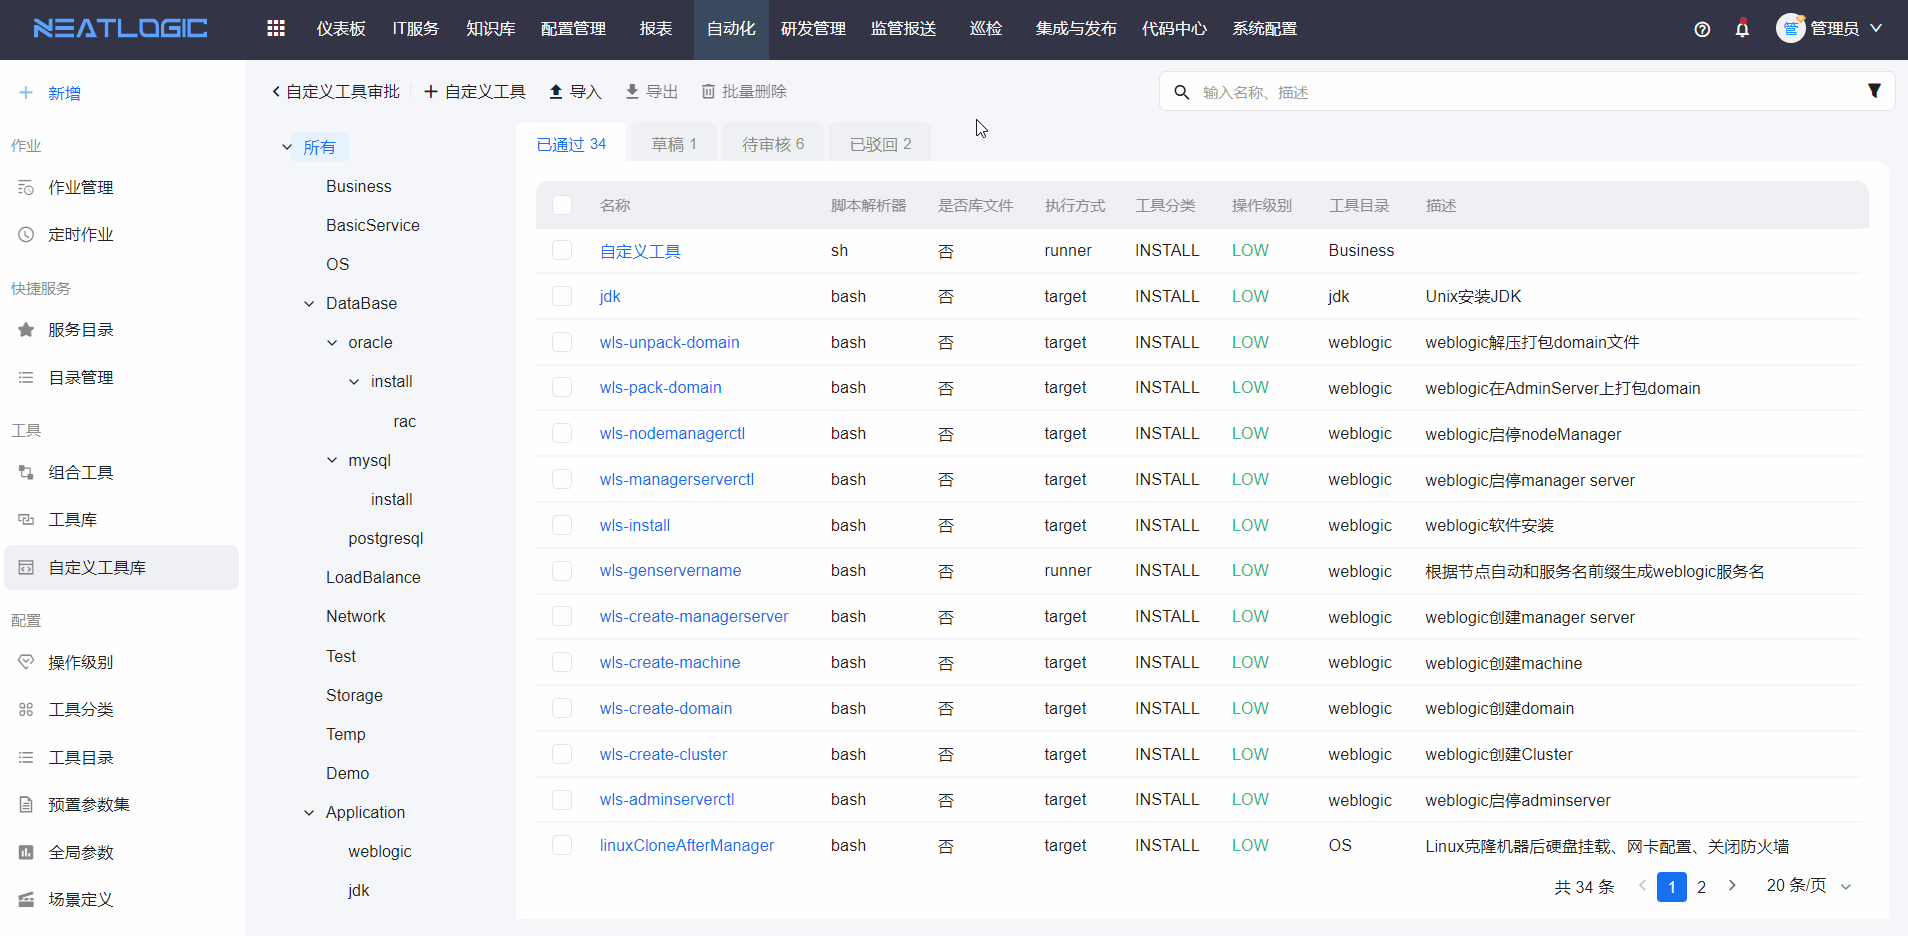 NEATLOGIC 仪表板 IT服务 知识库 配置管理 报表 自动化 研发管理 监管报送 巡检 集成与发布 代码中心 系统配置 管 管理员
新增
作业
作业管理
定时作业
快捷服务
服务目录
目录管理
工具
组合工具
工具库
自定义工具库
配置
操作级别
工具分类
工具目录
预置参数集
全局参数
场景定义
自定义工具审批 自定义工具 导入 导出 批量删除 输入名称、描述
所有
Business
BasicService
OS
DataBase
oracle
install
rac
mysql
install
postgresql
LoadBalance
Network
Test
Storage
Temp
Demo
Application
weblogic
jdk
已通过 34 草稿 1 待审核 6 已驳回 2
名称 脚本解析器 是否库文件 执行方式 工具分类 操作级别 工具目录 描述
自定义工具 sh 否 runner INSTALL LOW Business
jdk bash 否 target INSTALL LOW jdk Unix安装JDK
wls-unpack-domain bash 否 target INSTALL LOW weblogic weblogic解压打包domain文件
wls-pack-domain bash 否 target INSTALL LOW weblogic weblogic在AdminServer上打包domain
wls-nodemanagerctl bash 否 target INSTALL LOW weblogic weblogic启停nodeManager
wls-managerserverctl bash 否 target INSTALL LOW weblogic weblogic启停manager server
wls-install bash 否 target INSTALL LOW weblogic weblogic软件安装
wls-genservername bash 否 runner INSTALL LOW weblogic 根据节点自动和服务名前缀生成weblogic服务名
wls-create-managerserver bash 否 target INSTALL LOW weblogic weblogic创建manager server
wls-create-machine bash 否 target INSTALL LOW weblogic weblogic创建machine
wls-create-domain bash 否 target INSTALL LOW weblogic weblogic创建domain
wls-create-cluster bash 否 target INSTALL LOW weblogic weblogic创建Cluster
wls-adminserverctl bash 否 target INSTALL LOW weblogic weblogic启停adminserver
linuxCloneAfterManager bash 否 target INSTALL LOW OS Linux克隆机器后硬盘挂载、网卡配置、关闭防火墙
共 34 条 1 2 20 条/页